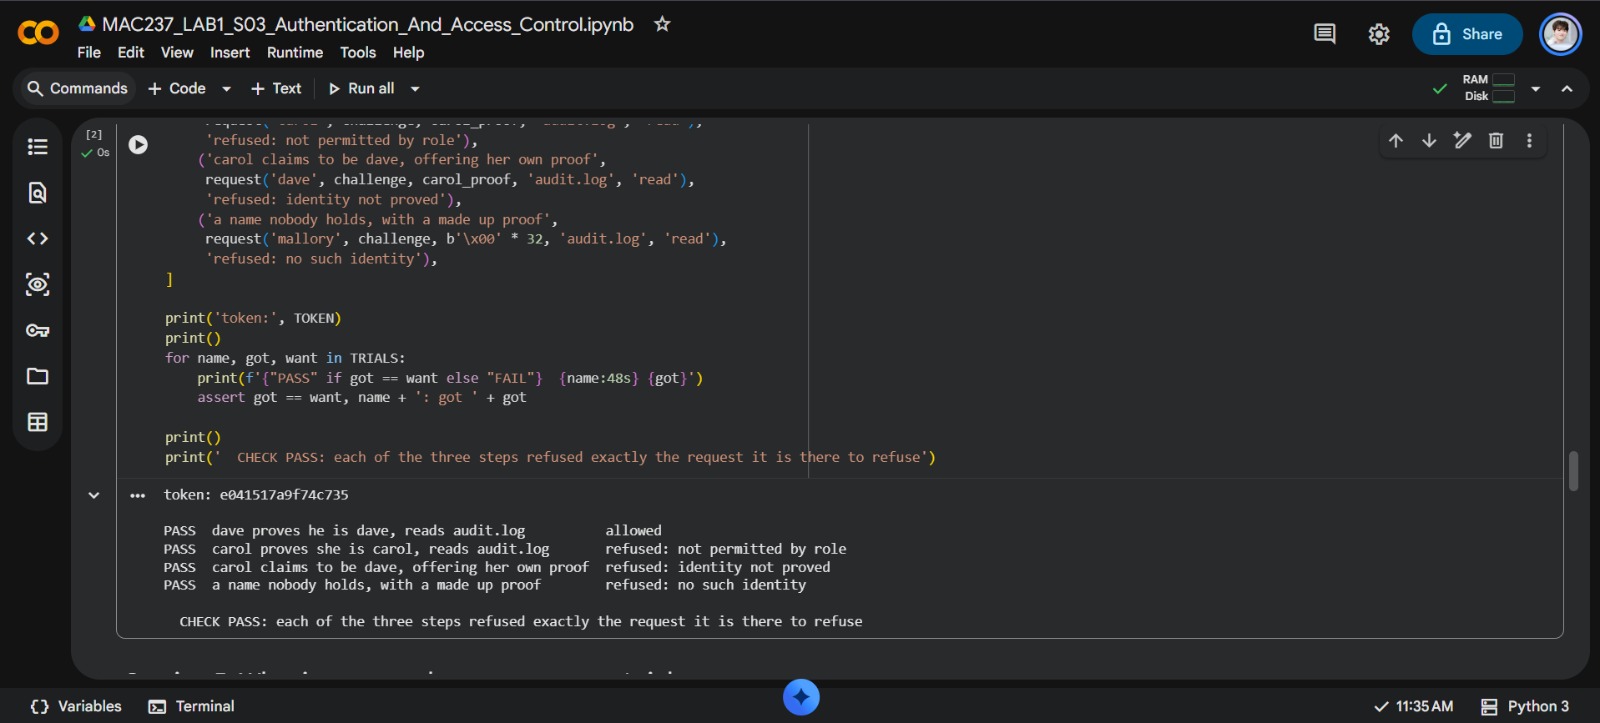 MAC237_LAB1_S03_Authentication_And_Access_Control.ipynb
File Edit View Insert Runtime Tools Help
Share
Commands + Code + Text Run all
RAM
Disk
[2]
0s
'refused: not permitted by role'),
('carol claims to be dave, offering her own proof',
request('dave', challenge, carol_proof, 'audit.log', 'read'),
'refused: identity not proved'),
('a name nobody holds, with a made up proof',
request('mallory', challenge, b'\x00' * 32, 'audit.log', 'read'),
'refused: no such identity'),
]
print('token:', TOKEN)
print()
for name, got, want in TRIALS:
print(f'{"PASS" if got == want else "FAIL"}  {name:48s} {got}')
assert got == want, name + ': got ' + got
print()
print('  CHECK PASS: each of the three steps refused exactly the request it is there to refuse')
token: e041517a9f74c735
PASS dave proves he is dave, reads audit.log allowed
PASS carol proves she is carol, reads audit.log refused: not permitted by role
PASS carol claims to be dave, offering her own proof refused: identity not proved
PASS a name nobody holds, with a made up proof refused: no such identity
CHECK PASS: each of the three steps refused exactly the request it is there to refuse
Variables Terminal
11:35 AM Python 3